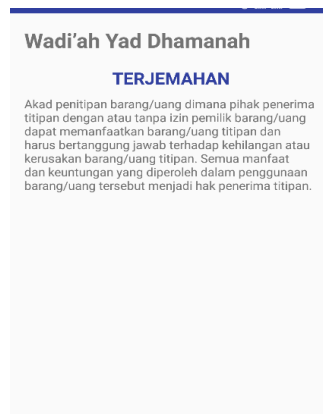 Wadi’ah Yad Dhamanah
TERJEMAHAN
Akad penitipan barang/uang dimana pihak penerima
titipan dengan atau tanpa izin pemilik barang/uang
dapat memanfaatkan barang/uang titipan dan
harus bertanggung jawab terhadap kehilangan atau
kerusakan barang/uang titipan. Semua manfaat
dan keuntungan yang diperoleh dalam penggunaan
barang/uang tersebut menjadi hak penerima titipan.